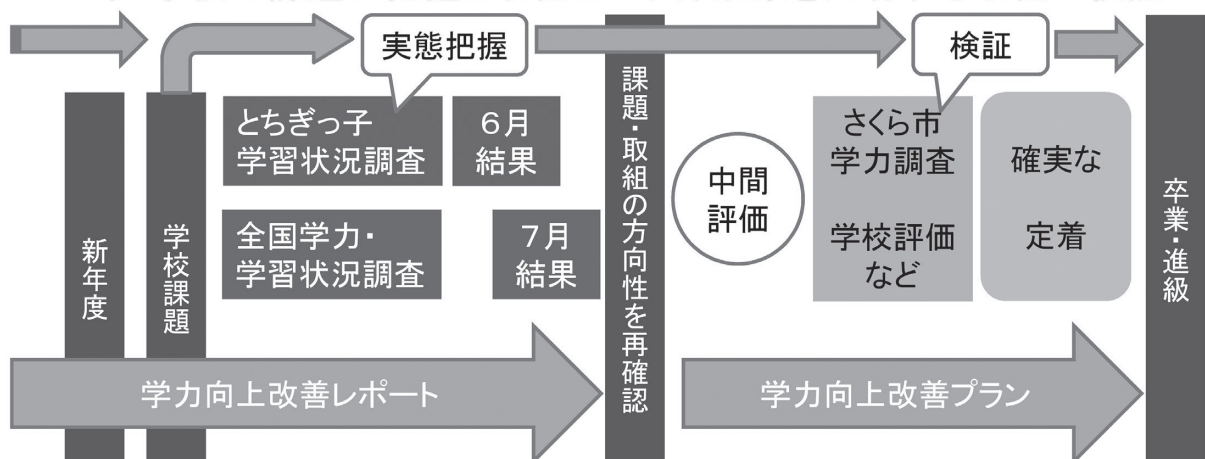 実態把握
検証
新年度
学校課題
とちぎっ子
学習状況調査
6月
結果
全国学力・
学習状況調査
7月
結果
課題・取組の方向性を再確認
中間
評価
さくら市
学力調査
学校評価
など
確実な
定着
卒業・進級
学力向上改善レポート
学力向上改善プラン